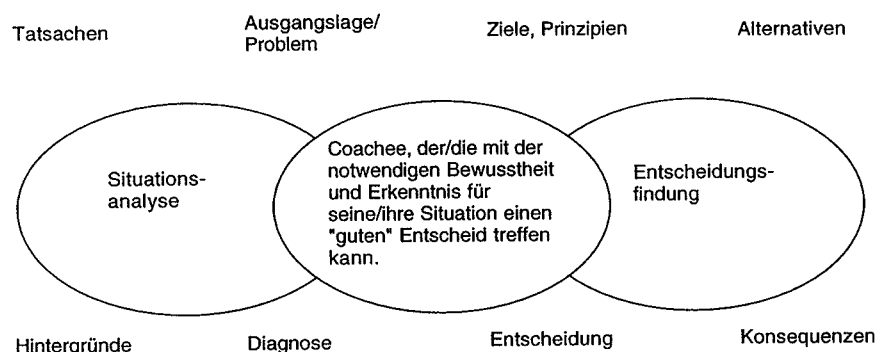 Tatsachen
Ausgangslage/
Problem
Ziele, Prinzipien
Alternativen
Situations-
analyse
Coachee, der/die mit der
notwendigen Bewusstheit
und Erkenntnis für
seine/ihre Situation einen
"guten" Entscheid treffen
kann.
Entscheidungs-
findung
Hintergründe
Diagnose
Entscheidung
Konsequenzen